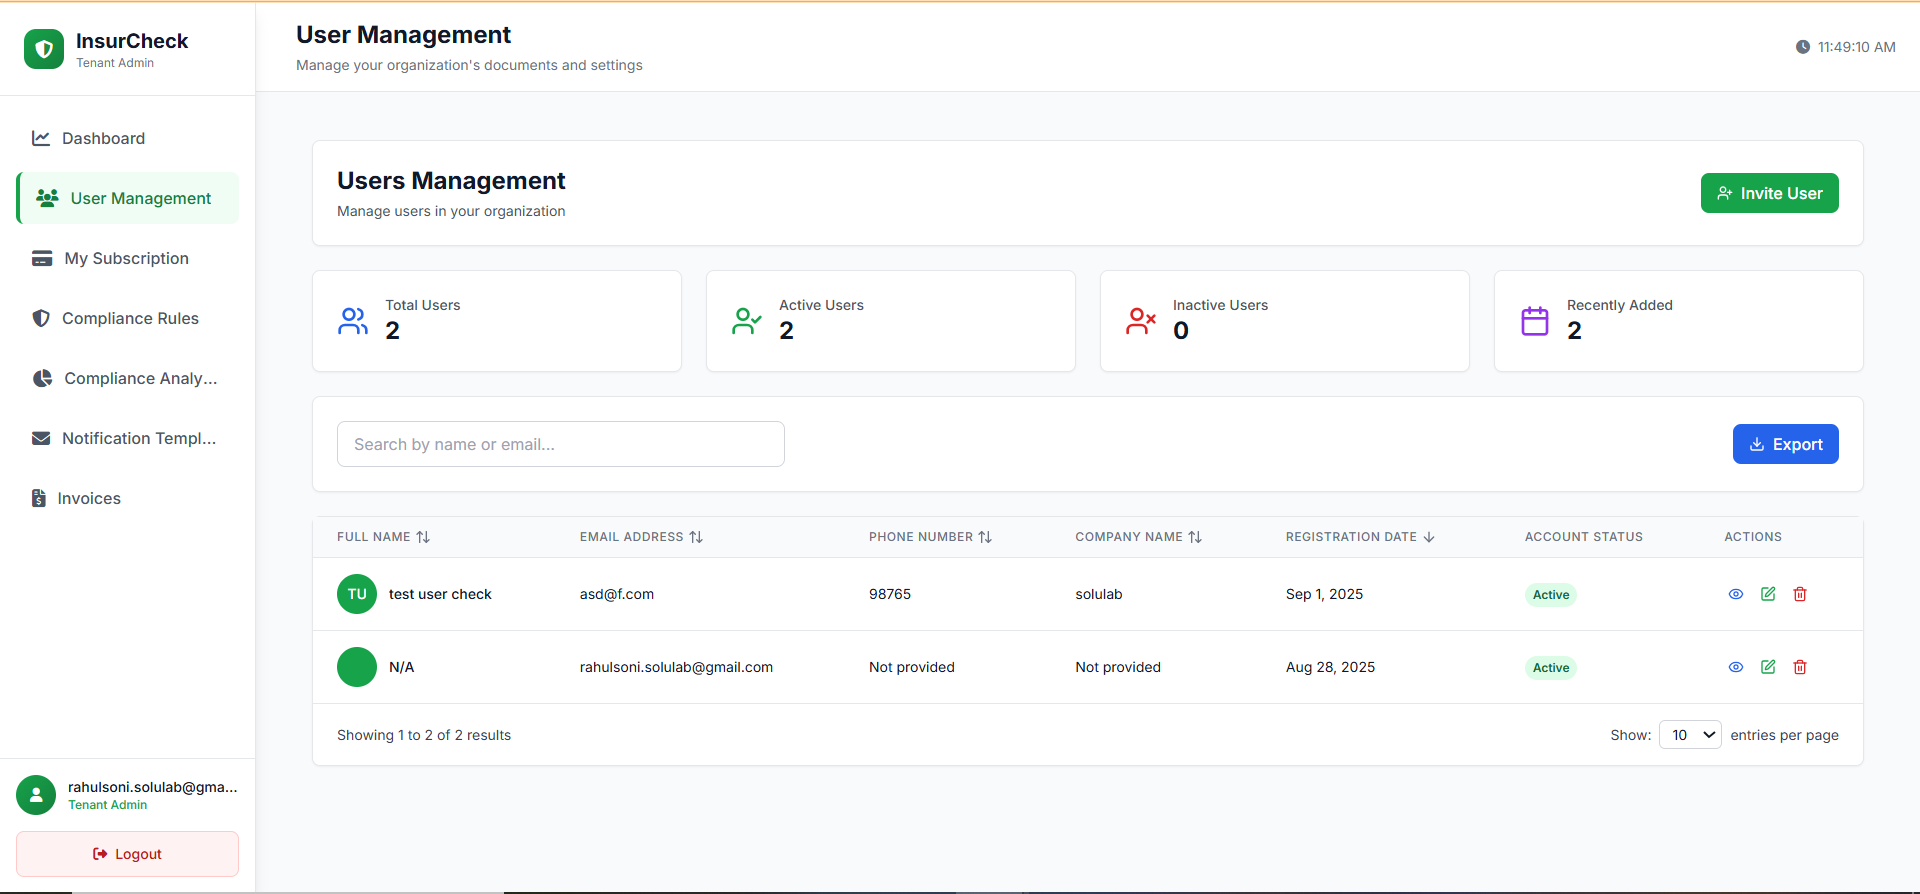 InsurCheck
Tenant Admin
Dashboard
User Management
My Subscription
Compliance Rules
Compliance Analy...
Notification Templ...
Invoices
rahulsoni.solulab@gma...
Tenant Admin
Logout
User Management
Manage your organization's documents and settings
11:49:10 AM
Users Management
Manage users in your organization
Invite User
Total Users
2
Active Users
2
Inactive Users
0
Recently Added
2
Search by name or email...
Export
FULL NAME EMAIL ADDRESS PHONE NUMBER COMPANY NAME REGISTRATION DATE ACCOUNT STATUS ACTIONS
TU test user check asd@f.com 98765 solulab Sep 1, 2025 Active
N/A rahulsoni.solulab@gmail.com Not provided Not provided Aug 28, 2025 Active
Showing 1 to 2 of 2 results
Show: 10 entries per page